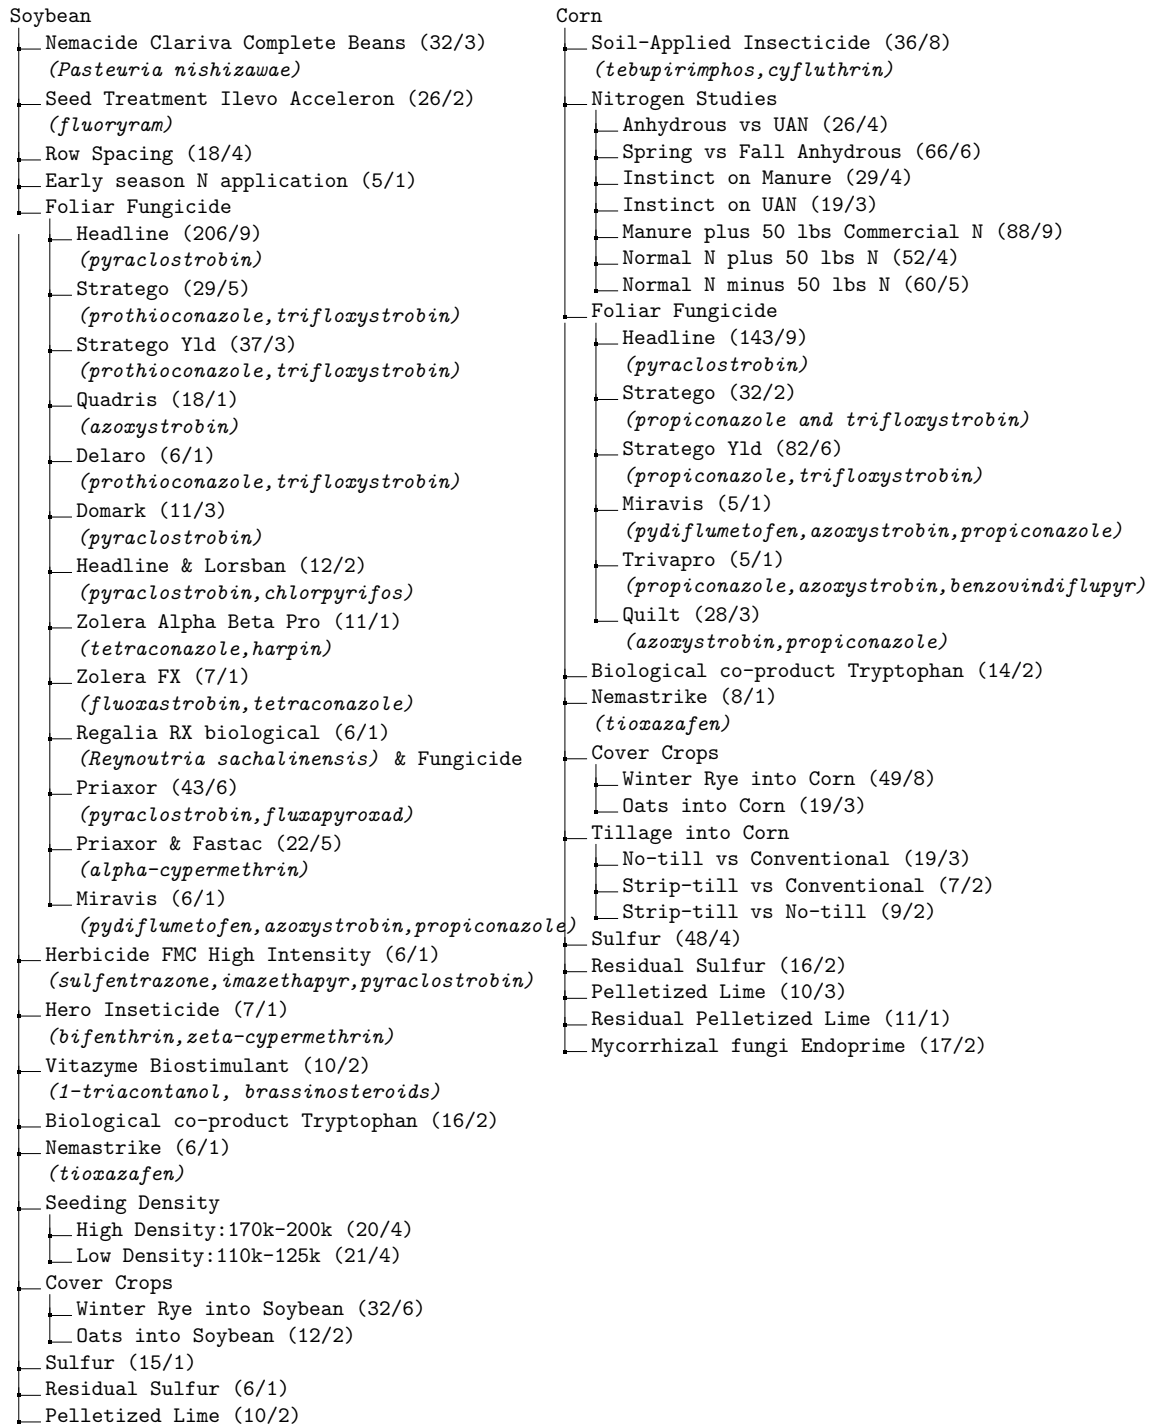 Soybean
Nemacide Clariva Complete Beans (32/3)
(Pasteuria nishizawae)
Seed Treatment Ilevo Acceleron (26/2)
(fluoryram)
Row Spacing (18/4)
Early season N application (5/1)
Foliar Fungicide
Headline (206/9)
(pyraclostrobin)
Stratego (29/5)
(prothioconazole,trifloxystrobin)
Stratego Yld (37/3)
(prothioconazole,trifloxystrobin)
Quadris (18/1)
(azoxystrobin)
Delaro (6/1)
(prothioconazole,trifloxystrobin)
Domark (11/3)
(pyraclostrobin)
Headline & Lorsban (12/2)
(pyraclostrobin,chlorpyrifos)
Zolera Alpha Beta Pro (11/1)
(tetraconazole,harpin)
Zolera FX (7/1)
(fluoxastrobin,tetraconazole)
Regalia RX biological (6/1)
(Reynoutria sachalinensis) & Fungicide
Priaxor (43/6)
(pyraclostrobin,fluxapyroxad)
Priaxor & Fastac (22/5)
(alpha-cypermethrin)
Miravis (6/1)
(pydiflumetofen,azoxystrobin,propiconazole)
Herbicide FMC High Intensity (6/1)
(sulfentrazone,imazethapyr,pyraclostrobin)
Hero Inseticide (7/1)
(bifenthrin,zeta-cypermethrin)
Vitazyme Biostimulant (10/2)
(1-triacontanol, brassinosteroids)
Biological co-product Tryptophan (16/2)
Nemastrike (6/1)
(tioxazafen)
Seeding Density
High Density:170k-200k (20/4)
Low Density:110k-125k (21/4)
Cover Crops
Winter Rye into Soybean (32/6)
Oats into Soybean (12/2)
Sulfur (15/1)
Residual Sulfur (6/1)
Pelletized Lime (10/2)
Corn
Soil-Applied Insecticide (36/8)
(tebupirimphos,cyfluthrin)
Nitrogen Studies
Anhydrous vs UAN (26/4)
Spring vs Fall Anhydrous (66/6)
Instinct on Manure (29/4)
Instinct on UAN (19/3)
Manure plus 50 lbs Commercial N (88/9)
Normal N plus 50 lbs N (52/4)
Normal N minus 50 lbs N (60/5)
Foliar Fungicide
Headline (143/9)
(pyraclostrobin)
Stratego (32/2)
(propiconazole and trifloxystrobin)
Stratego Yld (82/6)
(propiconazole,trifloxystrobin)
Miravis (5/1)
(pydiflumetofen,azoxystrobin,propiconazole)
Trivapro (5/1)
(propiconazole,azoxystrobin,benzovindiflupyr)
Quilt (28/3)
(azoxystrobin,propiconazole)
Biological co-product Tryptophan (14/2)
Nemastrike (8/1)
(tioxazafen)
Cover Crops
Winter Rye into Corn (49/8)
Oats into Corn (19/3)
Tillage into Corn
No-till vs Conventional (19/3)
Strip-till vs Conventional (7/2)
Strip-till vs No-till (9/2)
Sulfur (48/4)
Residual Sulfur (16/2)
Pelletized Lime (10/3)
Residual Pelletized Lime (11/1)
Mycorrhizal fungi Endoprime (17/2)